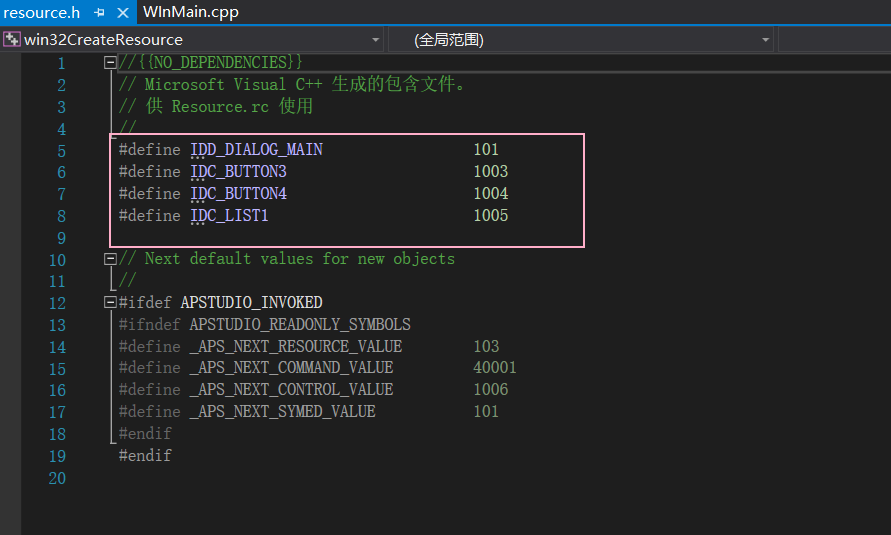 resource.h
WInMain.cpp
win32CreateResource
(全局范围)
1 //{{NO_DEPENDENCIES}}
2 // Microsoft Visual C++ 生成的包含文件。
3 // 供 Resource.rc 使用
4 //
5 #define IDD_DIALOG_MAIN 101
6 #define IDC_BUTTON3 1003
7 #define IDC_BUTTON4 1004
8 #define IDC_LIST1 1005
9
10 // Next default values for new objects
11 //
12 #ifdef APSTUDIO_INVOKED
13 #ifndef APSTUDIO_READONLY_SYMBOLS
14 #define _APS_NEXT_RESOURCE_VALUE 103
15 #define _APS_NEXT_COMMAND_VALUE 40001
16 #define _APS_NEXT_CONTROL_VALUE 1006
17 #define _APS_NEXT_SYMED_VALUE 101
18 #endif
19 #endif
20